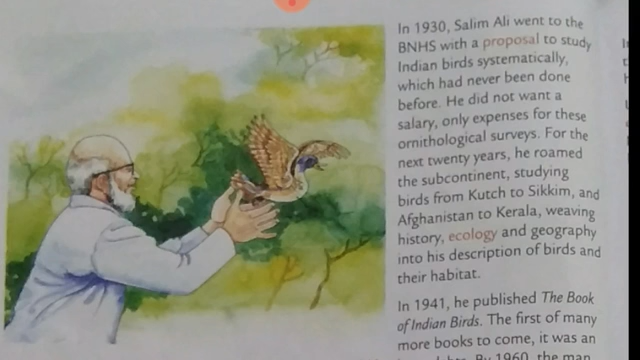 In 1930, Salim Ali went to the
BNHS with a proposal to study
Indian birds systematically,
which had never been done
before. He did not want a
salary, only expenses for these
ornithological surveys. For the
next twenty years, he roamed
the subcontinent, studying
birds from Kutch to Sikkim, and
Afghanistan to Kerala, weaving
history, ecology and geography
into his description of birds and
their habitat.
In 1941, he published The Book
of Indian Birds. The first of many
more books to come, it was an
By 1960, the man